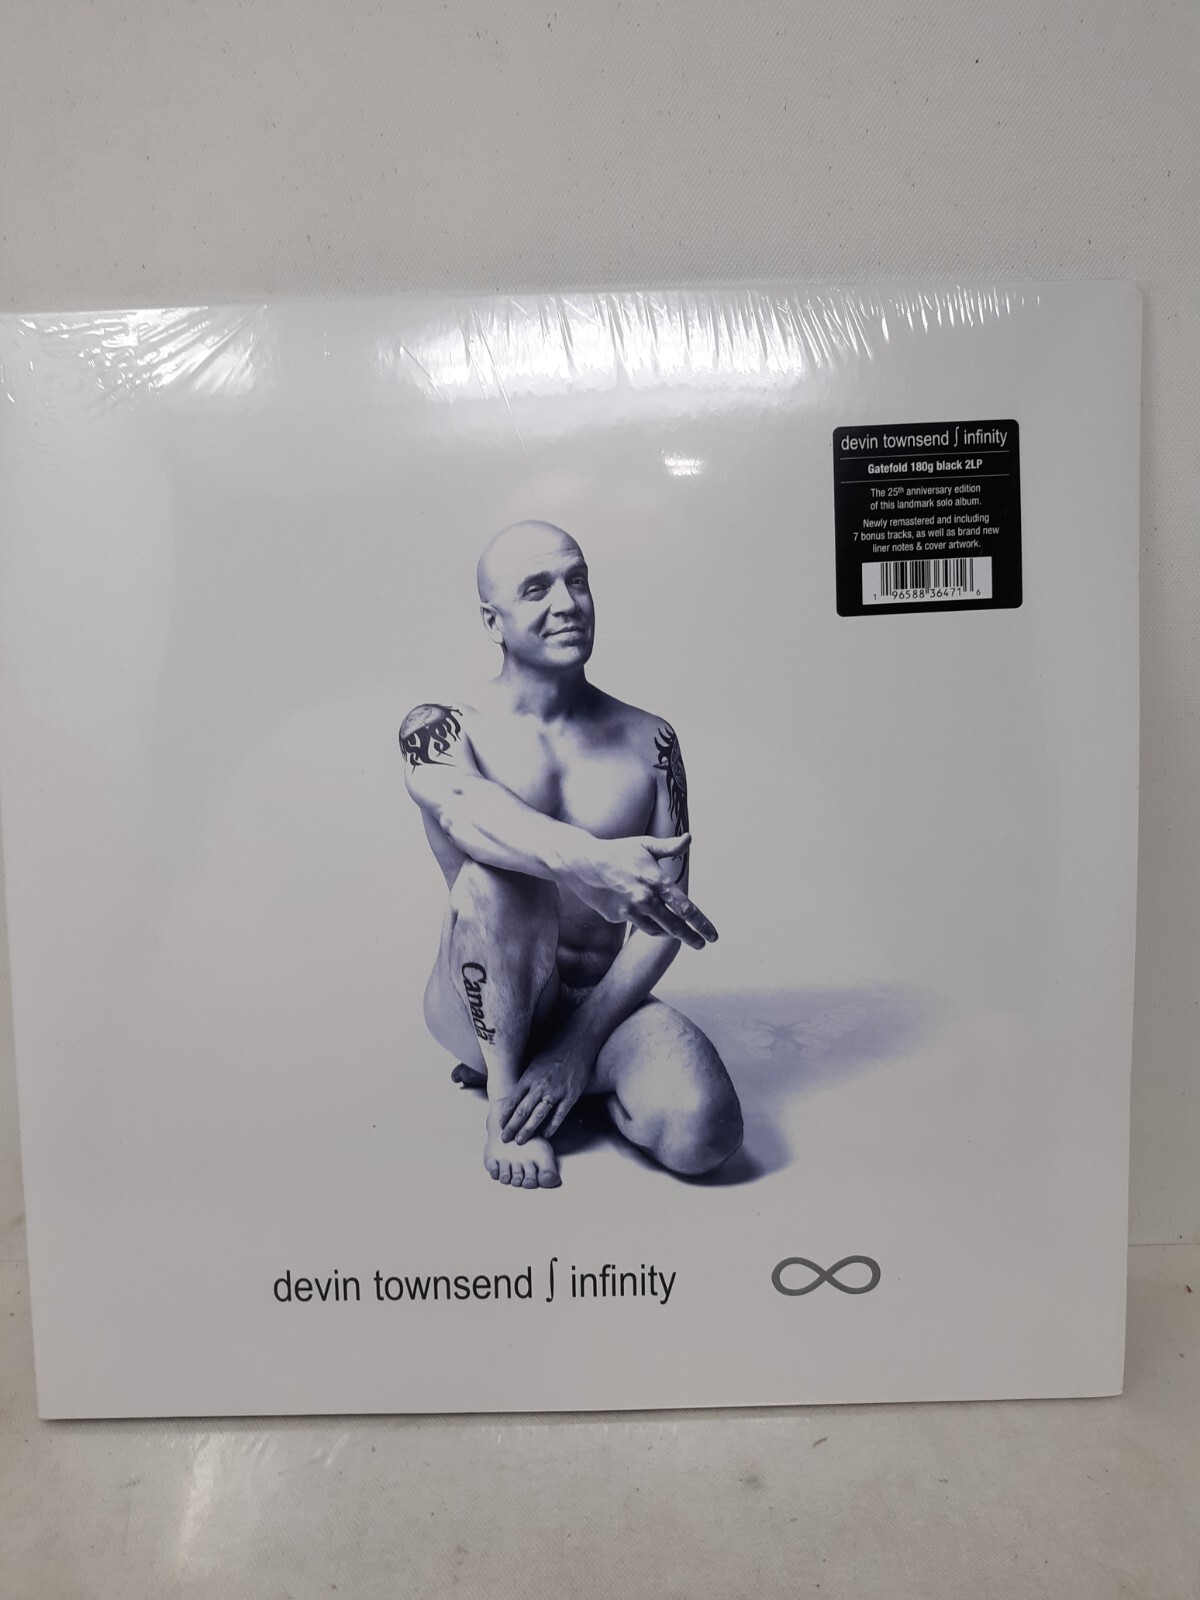 devin townsend ∫ infinity
Gatefold 180g black 2LP
The 25th anniversary edition
of this landmark solo album.
Newly remastered and including
7 bonus tracks, as well as brand new
liner notes & cover artwork.
1 96588 36471 6
Canada
devin townsend ∫ infinity
∞